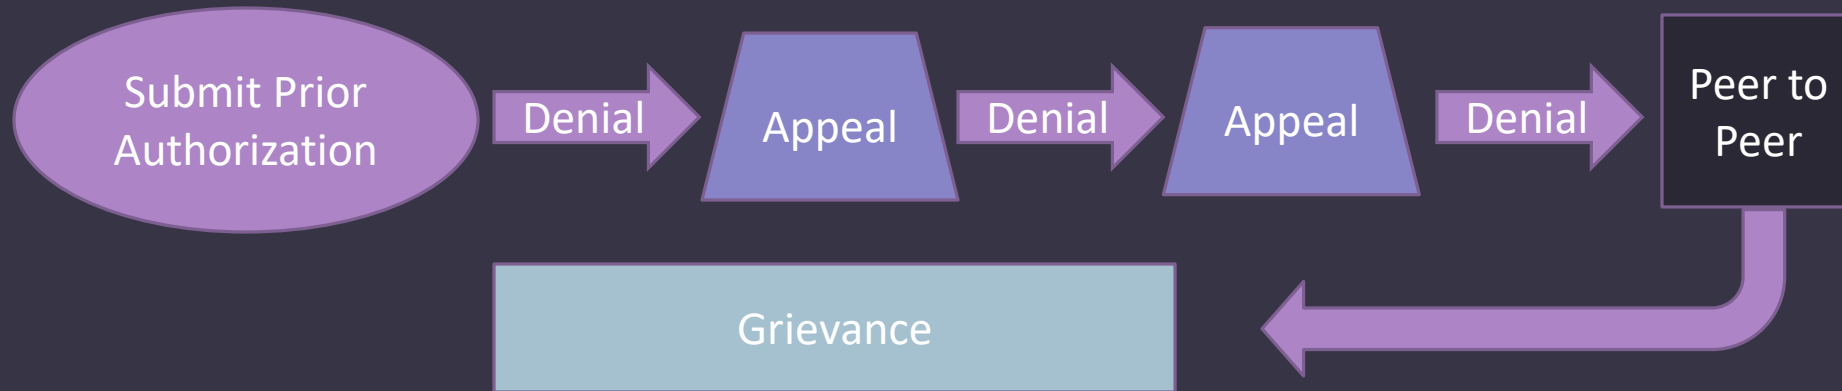 Submit Prior
Authorization
Denial
Appeal
Denial
Appeal
Denial
Peer to
Peer
Grievance